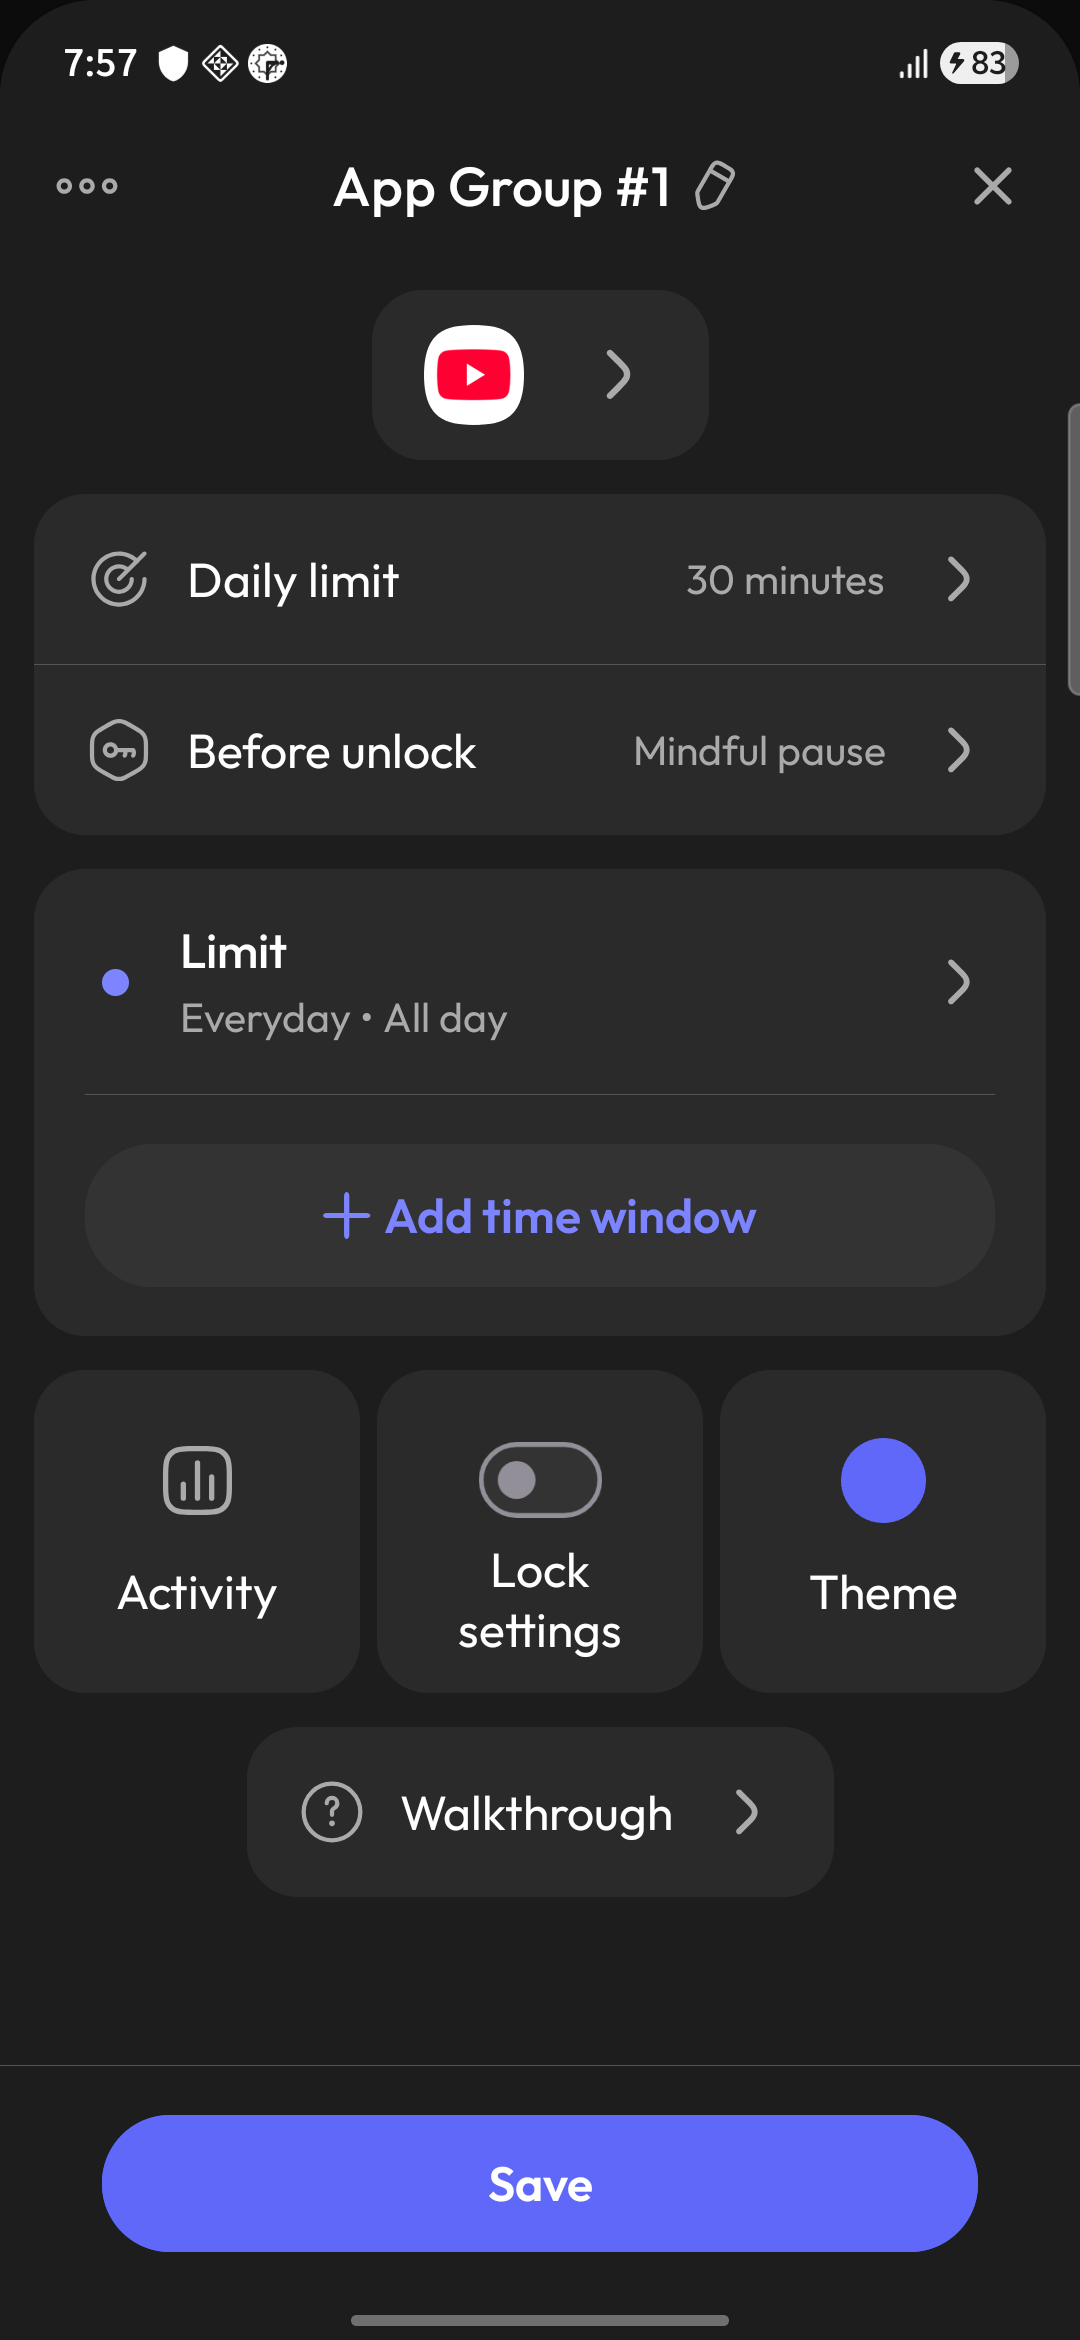 7:57
83
App Group #1
Daily limit
30 minutes
Before unlock
Mindful pause
Limit
Everyday • All day
Add time window
Activity
Lock
settings
Theme
Walkthrough
Save